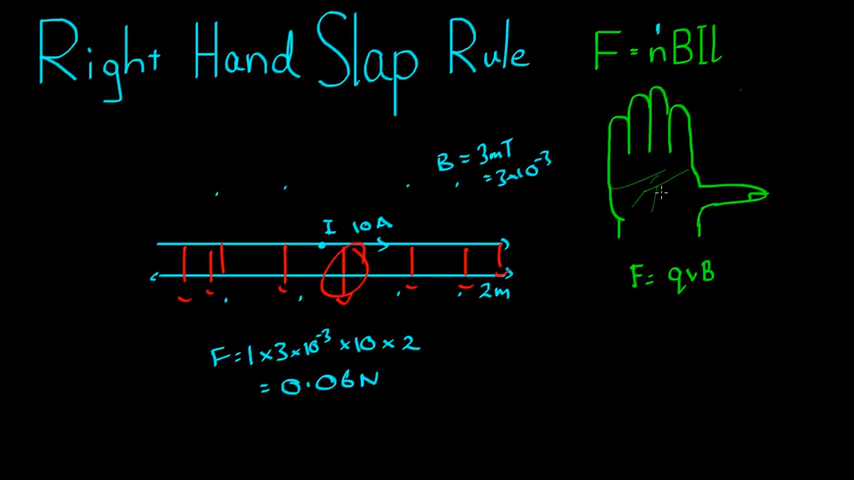 Right Hand Slap Rule
F = nBIl
B = 3mT
= 3×10⁻³
I 10A
2m
F = 1 × 3×10⁻³ × 10 × 2
= 0.06N
F = qvB